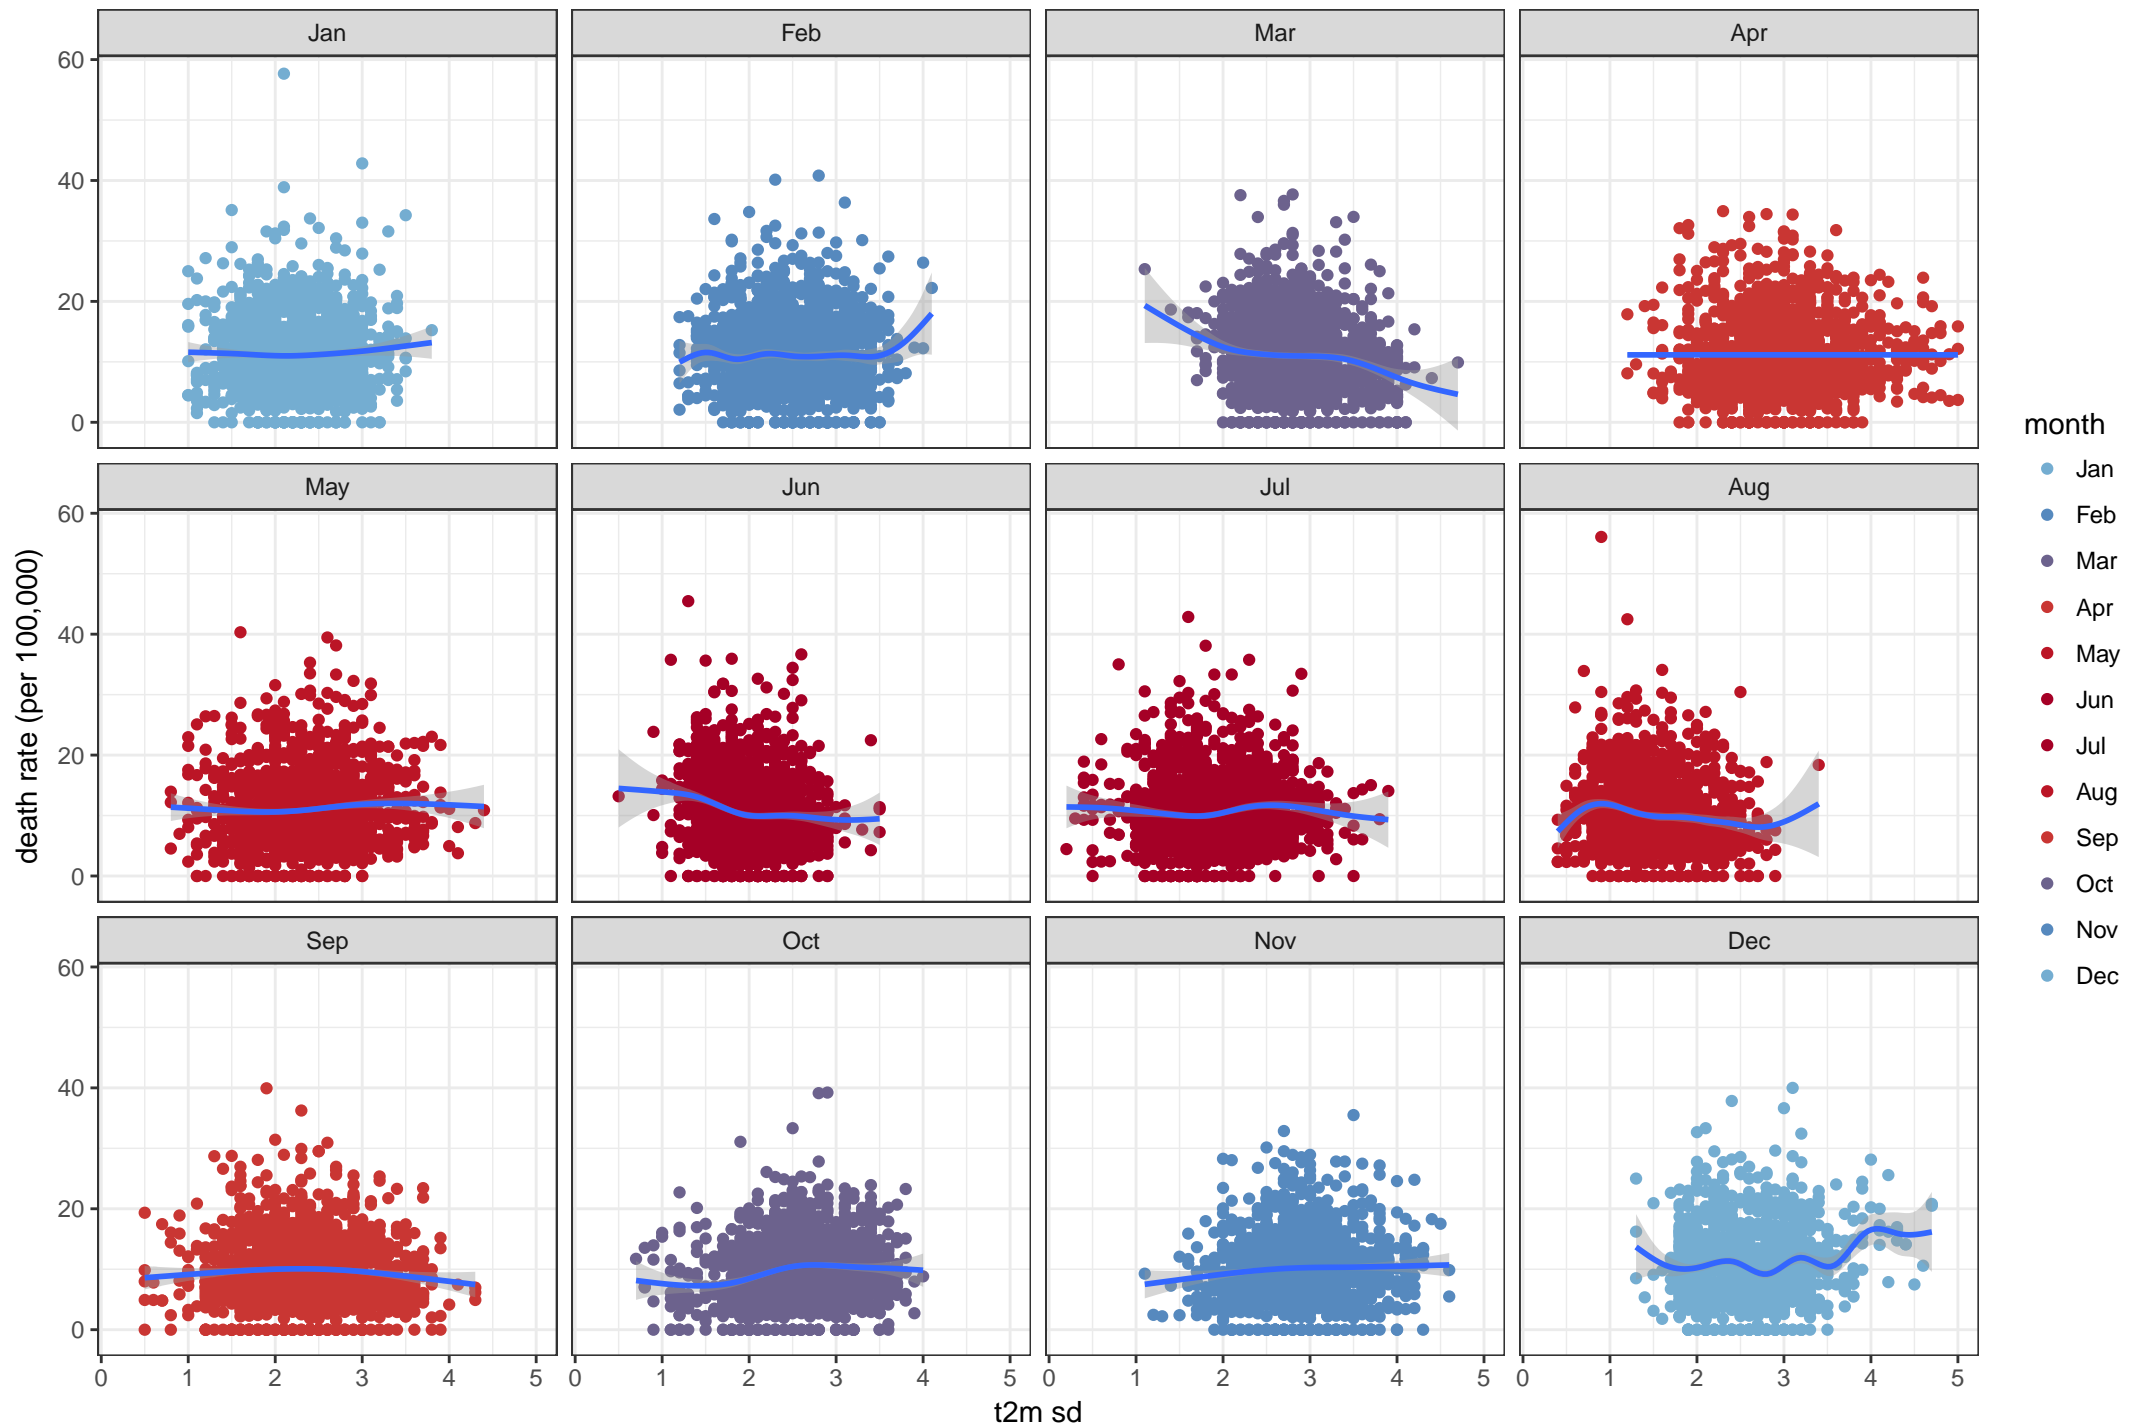 Jan Feb Mar Apr
60
40
20
0
May Jun Jul Aug
60
40
20
0
Sep Oct Nov Dec
60
40
20
0
0 1 2 3 4 5 0 1 2 3 4 5 0 1 2 3 4 5 0 1 2 3 4 5
t2m sd
death rate (per 100,000)
month
Jan
Feb
Mar
Apr
May
Jun
Jul
Aug
Sep
Oct
Nov
Dec